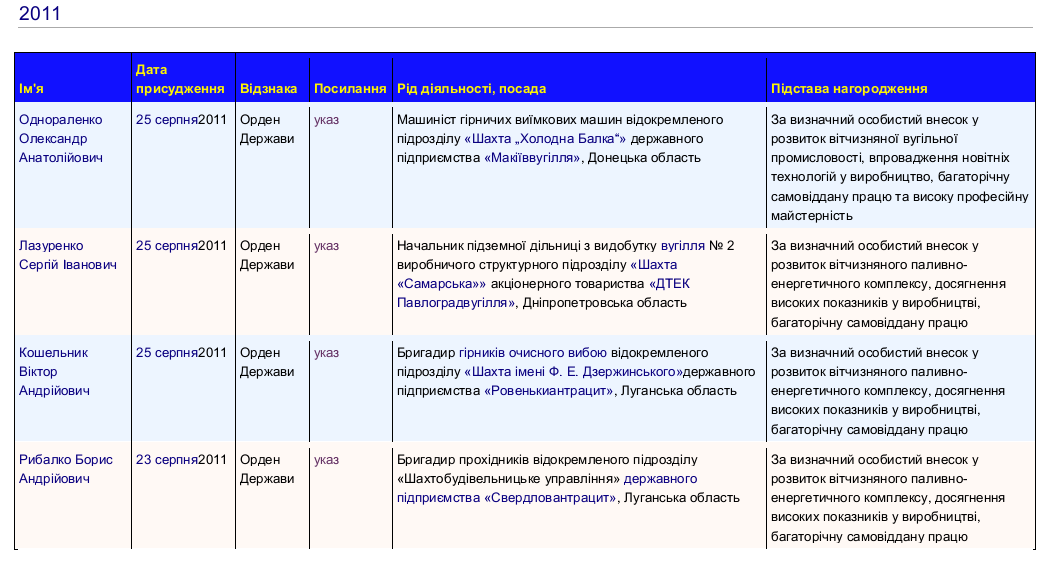 2011
Дата
Ім'я присудження Відзнака Посилання Рід діяльності, посада Підстава нагородження
Однораленко 25 серпня2011 Орден указ Машиніст гірничих виїмкових машин відокремленого За визначний особистий внесок у
Олександр Держави підрозділу «Шахта „Холодна Балка“» державного розвиток вітчизняної вугільної
Анатолійович підприємства «Макіїввугілля», Донецька область промисловості, впровадження новітніх
технологій у виробництво, багаторічну
самовіддану працю та високу професійну
майстерність
Лазуренко 25 серпня2011 Орден указ Начальник підземної дільниці з видобутку вугілля № 2 За визначний особистий внесок у
Сергій Іванович Держави виробничого структурного підрозділу «Шахта розвиток вітчизняного паливно-
«Самарська»» акціонерного товариства «ДТЕК енергетичного комплексу, досягнення
Павлоградвугілля», Дніпропетровська область високих показників у виробництві,
багаторічну самовіддану працю
Кошельник 25 серпня2011 Орден указ Бригадир гірників очисного вибою відокремленого За визначний особистий внесок у
Віктор Держави підрозділу «Шахта імені Ф. Е. Дзержинського»державного розвиток вітчизняного паливно-
Андрійович підприємства «Ровенькиантрацит», Луганська область енергетичного комплексу, досягнення
високих показників у виробництві,
багаторічну самовіддану працю
Рибалко Борис 23 серпня2011 Орден указ Бригадир прохідників відокремленого підрозділу За визначний особистий внесок у
Андрійович Держави «Шахтобудівельницьке управління» державного розвиток вітчизняного паливно-
підприємства «Свердловантрацит», Луганська область енергетичного комплексу, досягнення
високих показників у виробництві,
багаторічну самовіддану працю